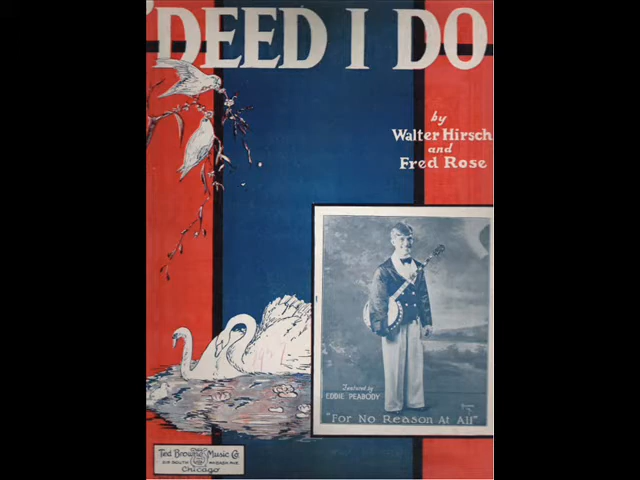 'DEED I DO
by
Walter Hirsch
and
Fred Rose
Featured by
EDDIE PEABODY
"For No Reason At All"
Ted Browne Music Co.
Chicago